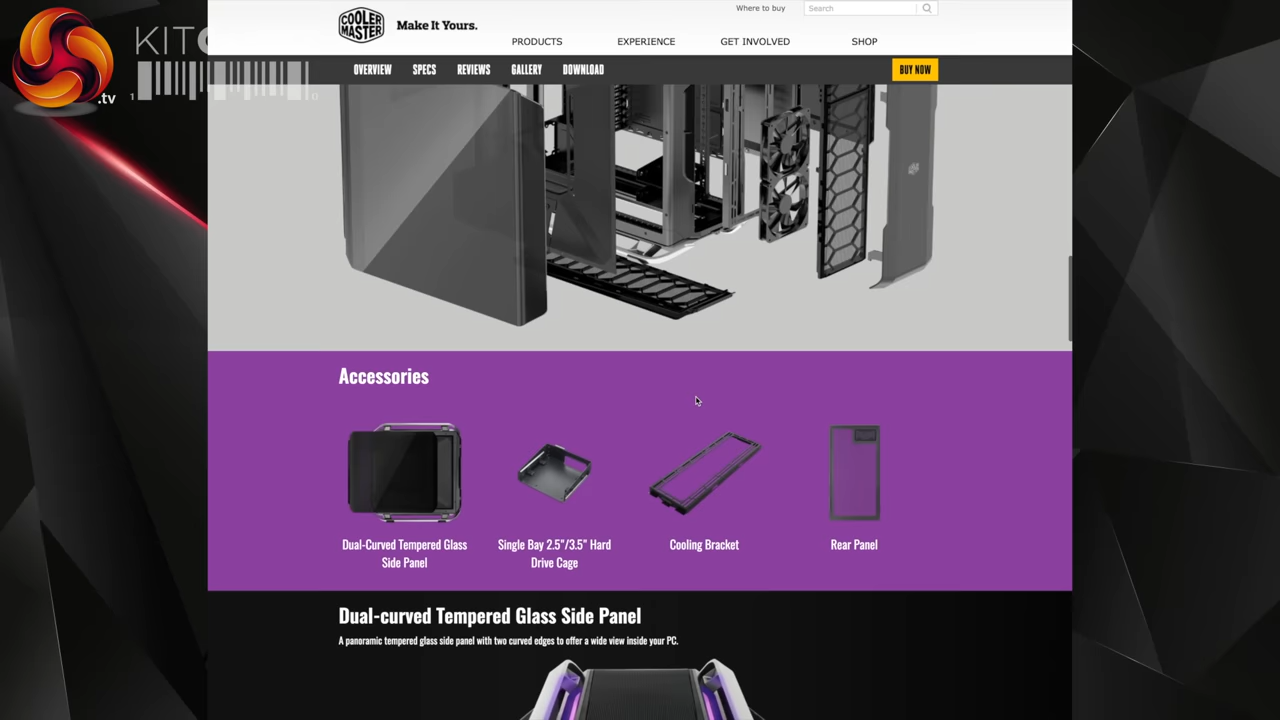 KIT
.tv
1
0
COOLER
MASTER
Make It Yours.
Where to buy
Search
PRODUCTS
EXPERIENCE
GET INVOLVED
SHOP
OVERVIEW
SPECS
REVIEWS
GALLERY
DOWNLOAD
BUY NOW
Accessories
Dual-Curved Tempered Glass
Side Panel
Single Bay 2.5"/3.5" Hard
Drive Cage
Cooling Bracket
Rear Panel
Dual-curved Tempered Glass Side Panel
A panoramic tempered glass side panel with two curved edges to offer a wide view inside your PC.